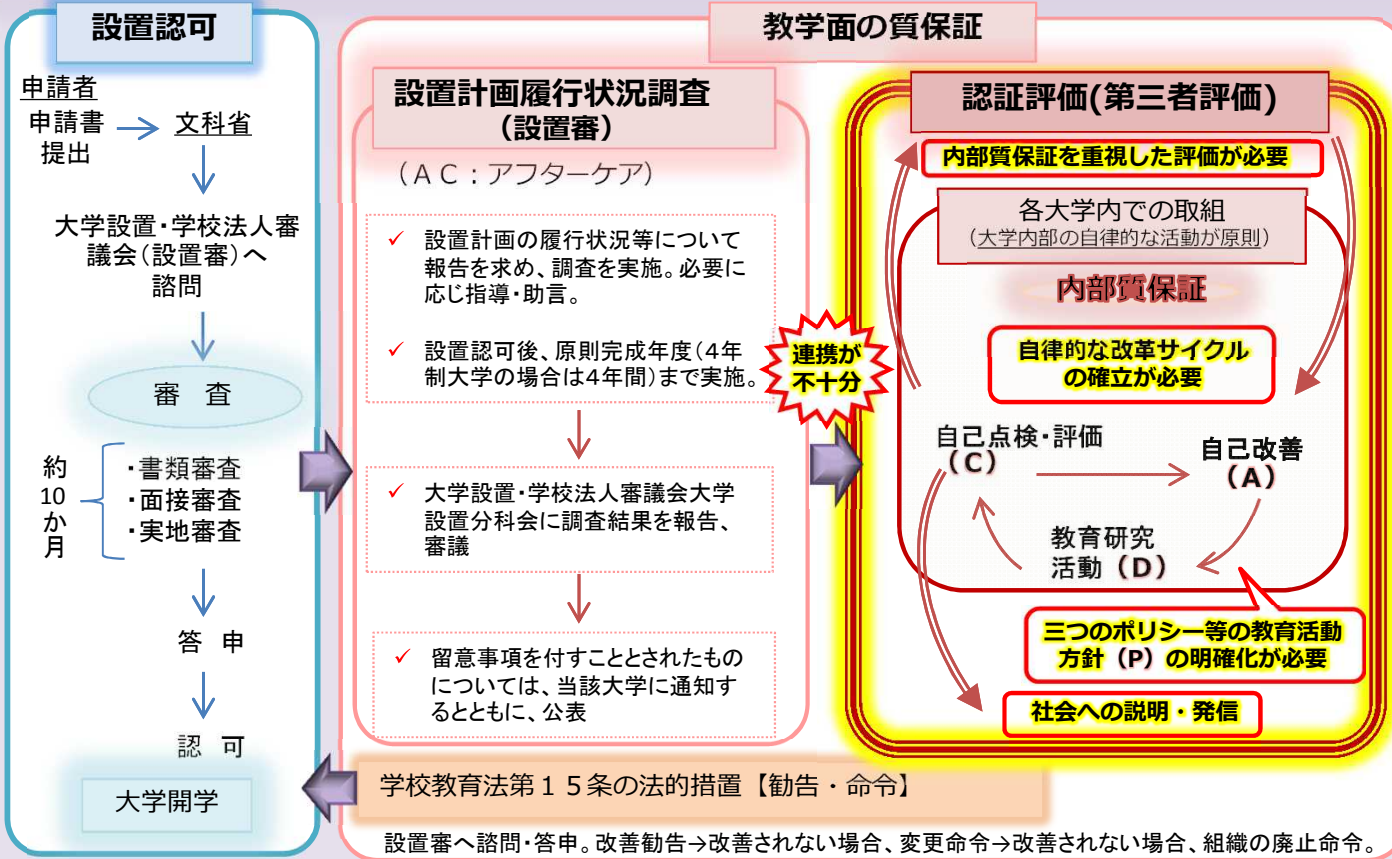 設置認可
申請者
申請書
提出
文科省
大学設置・学校法人審
議会(設置審)へ
諮問
審　査
約
10
か
月
・書類審査
・面接審査
・実地審査
答　申
認　可
大学開学
教学面の質保証
設置計画履行状況調査
(設置審)
（ＡＣ：アフターケア）
✓ 設置計画の履行状況等について
報告を求め、調査を実施。必要に
応じ指導・助言。
✓ 設置認可後、原則完成年度(4年
制大学の場合は4年間)まで実施。
✓ 大学設置・学校法人審議会大学
設置分科会に調査結果を報告、
審議
✓ 留意事項を付すこととされたもの
については、当該大学に通知す
るとともに、公表
連携が
不十分
認証評価(第三者評価)
内部質保証を重視した評価が必要
各大学内での取組
（大学内部の自律的な活動が原則）
内部質保証
自律的な改革サイクル
の確立が必要
自己点検・評価
（C）
自己改善
（A）
教育研究
活動（D）
三つのポリシー等の教育活動
方針（P）の明確化が必要
社会への説明・発信
学校教育法第１５条の法的措置【勧告・命令】
設置審へ諮問・答申。改善勧告→改善されない場合、変更命令→改善されない場合、組織の廃止命令。